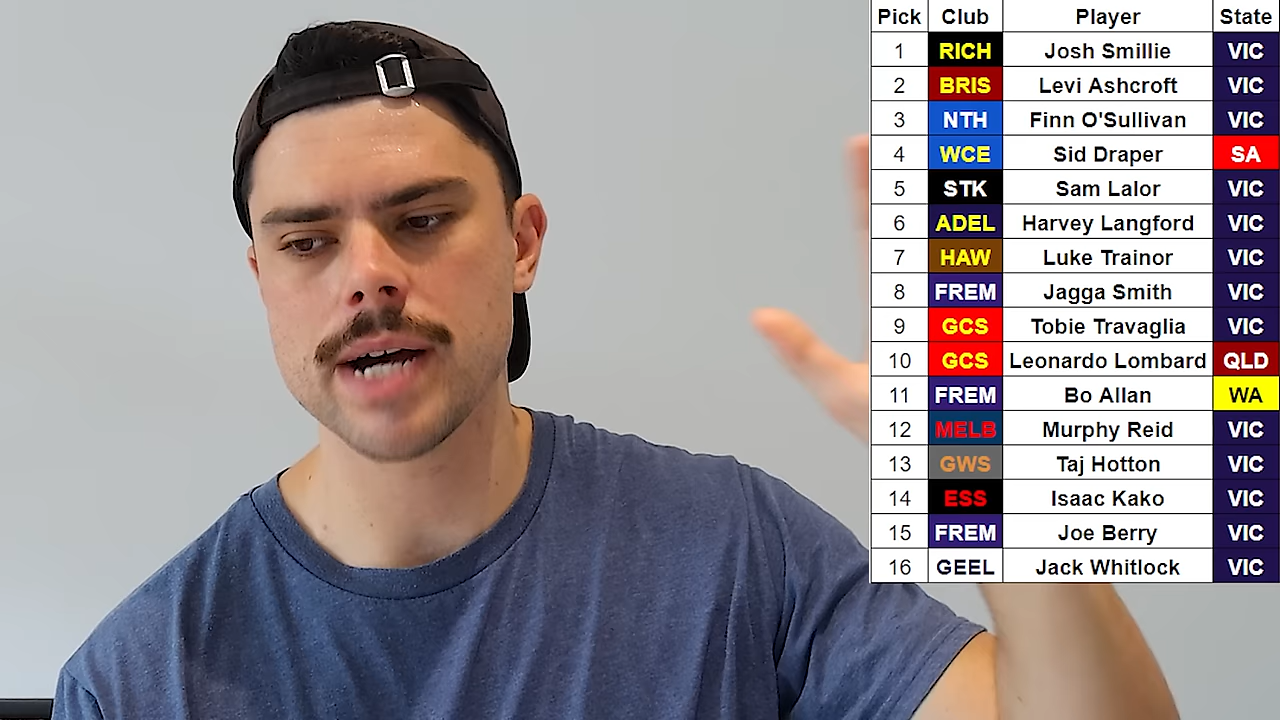 Pick Club Player State
1 RICH Josh Smillie VIC
2 BRIS Levi Ashcroft VIC
3 NTH Finn O'Sullivan VIC
4 WCE Sid Draper SA
5 STK Sam Lalor VIC
6 ADEL Harvey Langford VIC
7 HAW Luke Trainor VIC
8 FREM Jagga Smith VIC
9 GCS Tobie Travaglia VIC
10 GCS Leonardo Lombard QLD
11 FREM Bo Allan WA
12 MELB Murphy Reid VIC
13 GWS Taj Hotton VIC
14 ESS Isaac Kako VIC
15 FREM Joe Berry VIC
16 GEEL Jack Whitlock VIC